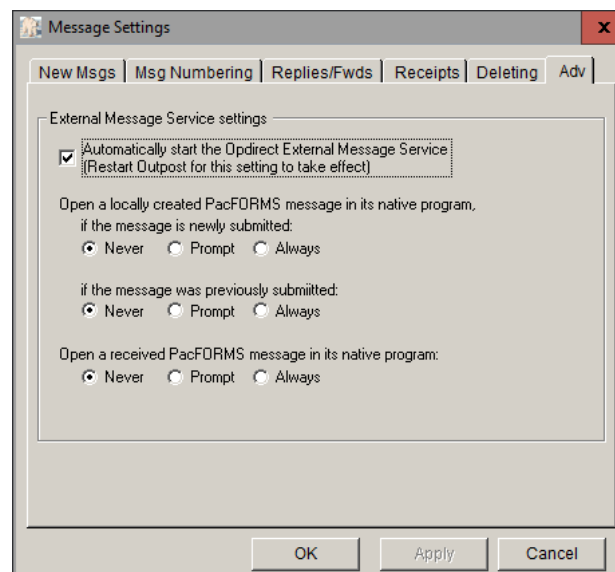 Message Settings
x
New Msgs
Msg Numbering
Replies/Fwds
Receipts
Deleting
Adv
External Message Service settings
Automatically start the Opdirect External Message Service
(Restart Outpost for this setting to take effect)
Open a locally created PacFORMS message in its native program,
if the message is newly submitted:
Never Prompt Always
if the message was previously submiitted:
Never Prompt Always
Open a received PacFORMS message in its native program:
Never Prompt Always
OK Apply Cancel